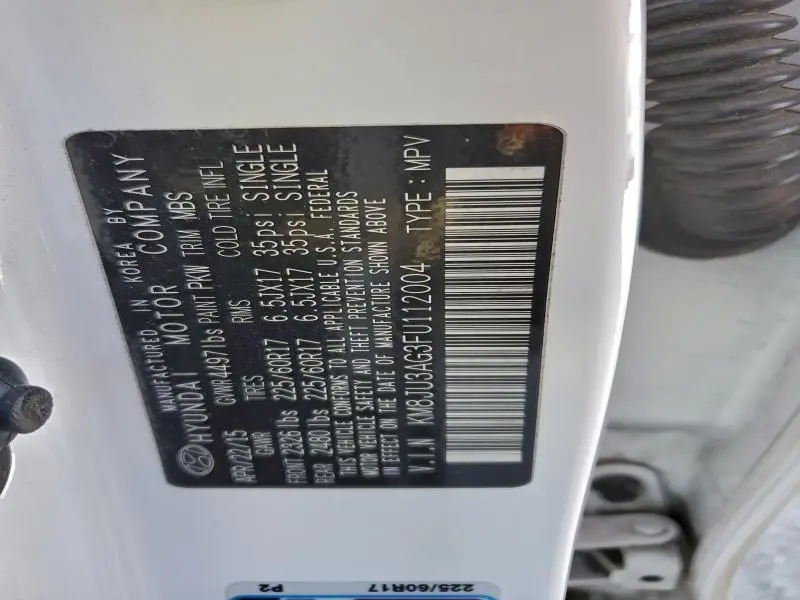 MANUFACTURED IN KOREA BY
HYUNDAI MOTOR COMPANY
APR/22/15 GVWR4497lbs PAINT PKW TRIM MBS
GAWR TIRES RIMS COLD TIRE INFL
FRONT 2326 lbs 225/60R17 6.5JX17 35psi SINGLE
REAR 2480 lbs 225/60R17 6.5JX17 35psi SINGLE
THIS VEHICLE CONFORMS TO ALL APPLICABLE U.S.A. FEDERAL
MOTOR VEHICLE SAFETY AND THEFT PREVENTION STANDARDS
IN EFFECT ON THE DATE OF MANUFACTURE SHOWN ABOVE
V.I.N KM8JU3AG3FU112004 TYPE : MPV
225/60R17
P2